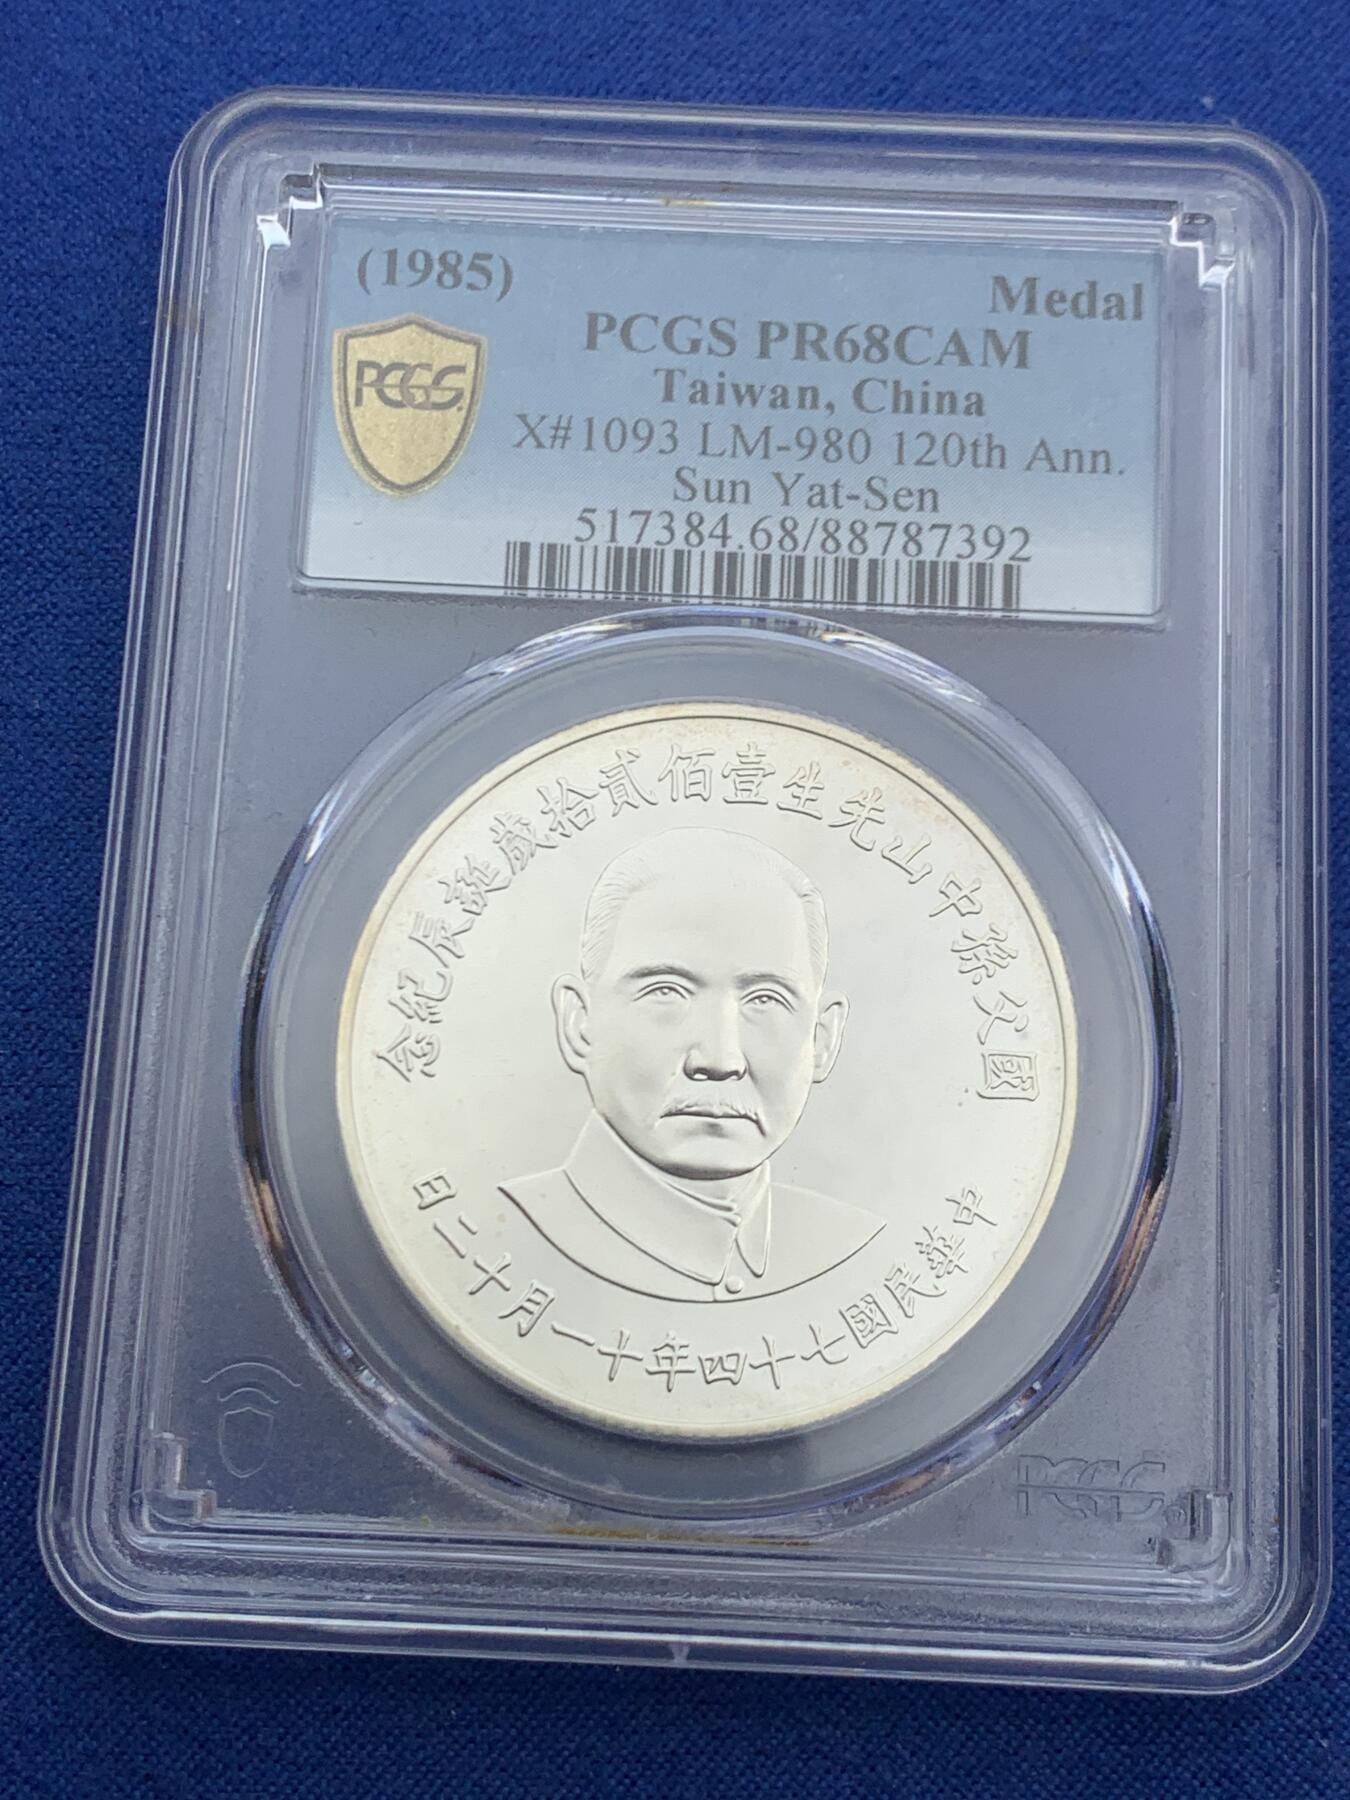 (1985)
Medal
PCGS PR68CAM
Taiwan, China
X#1093 LM-980 120th Ann.
Sun Yat-Sen
517384.68/88787392
PCGS
國父孫中山先生壹佰貳拾歲誕辰紀念
中華民國七十四年十一月十二日
PCGS